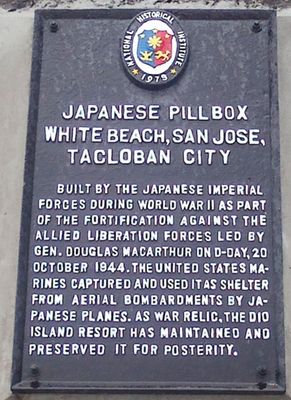 NATIONAL HISTORICAL INSTITUTE
1979
JAPANESE PILLBOX
WHITE BEACH, SAN JOSE,
TACLOBAN CITY
BUILT BY THE JAPANESE IMPERIAL
FORCES DURING WORLD WAR II AS PART
OF THE FORTIFICATION AGAINST THE
ALLIED LIBERATION FORCES LED BY
GEN. DOUGLAS MACARTHUR ON D-DAY, 20
OCTOBER 1944. THE UNITED STATES MA-
RINES CAPTURED AND USED IT AS SHELTER
FROM AERIAL BOMBARDMENTS BY JA-
PANESE PLANES. AS WAR RELIC, THE DIO
ISLAND RESORT HAS MAINTAINED AND
PRESERVED IT FOR POSTERITY.